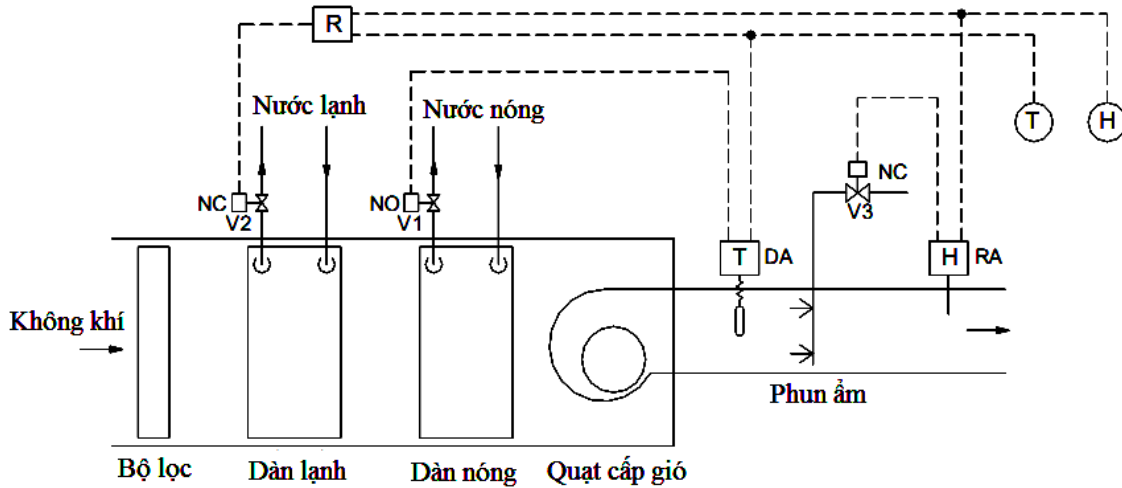 R
Nước lạnh
Nước nóng
T
H
NC
V2
NO
V1
NC
V3
T
DA
H
RA
Không khí
Phun ẩm
Bộ lọc
Dàn lạnh
Dàn nóng
Quạt cấp gió